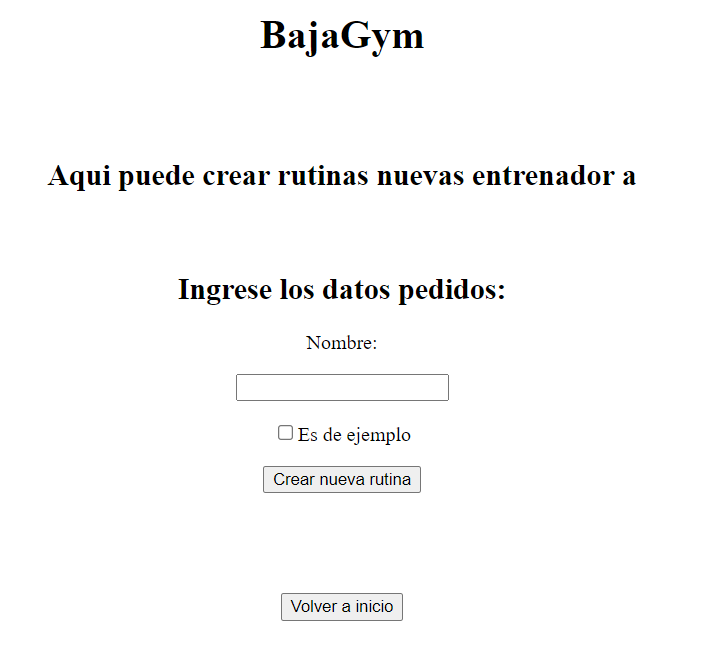 BajaGym
Aqui puede crear rutinas nuevas entrenador a
Ingrese los datos pedidos:
Nombre:
Es de ejemplo
Crear nueva rutina
Volver a inicio